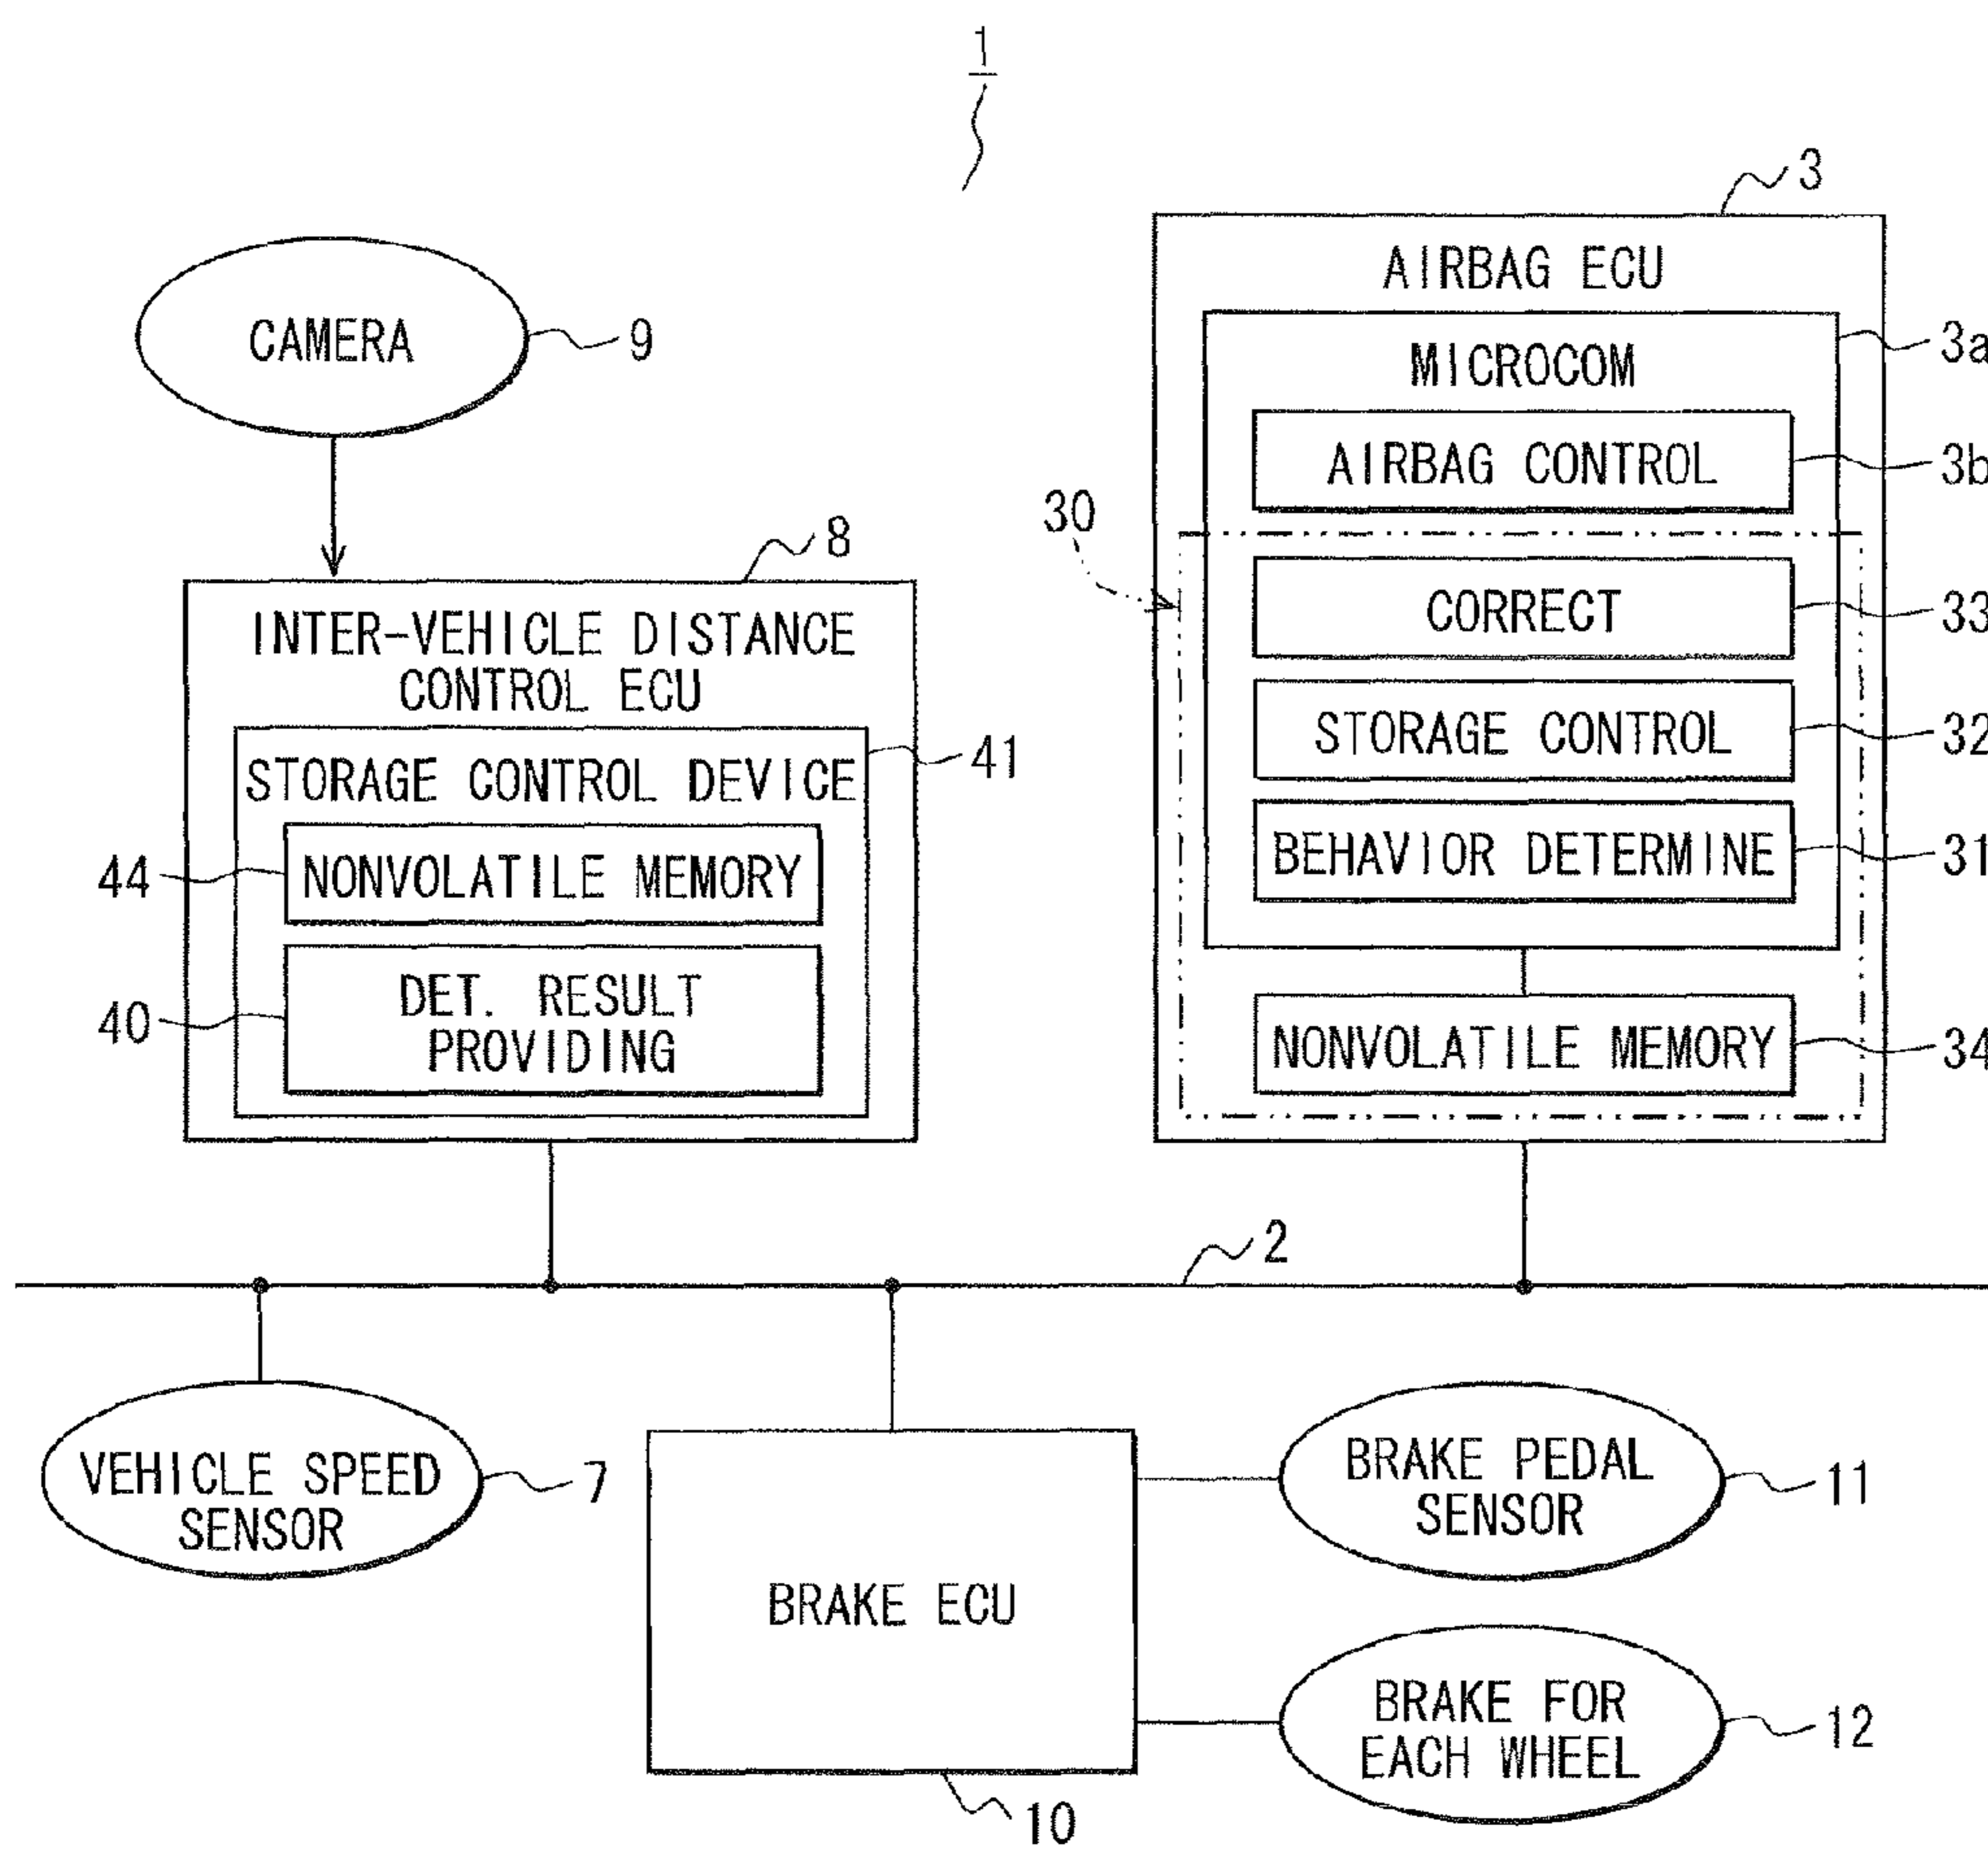 1
3
AIRBAG ECU
3a
MICROCOM
AIRBAG CONTROL
3b
30
CORRECT
33
STORAGE CONTROL
32
BEHAVIOR DETERMINE
31
NONVOLATILE MEMORY
34
CAMERA
9
8
INTER-VEHICLE DISTANCE
CONTROL ECU
41
STORAGE CONTROL DEVICE
44
NONVOLATILE MEMORY
40
DET. RESULT
PROVIDING
2
VEHICLE SPEED
SENSOR
7
BRAKE ECU
10
BRAKE PEDAL
SENSOR
11
BRAKE FOR
EACH WHEEL
12